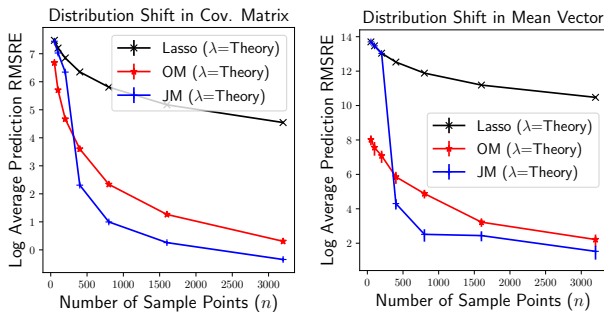 Distribution Shift in Cov. Matrix
Log Average Prediction RMSRE
7
6
5
4
3
2
1
0
Lasso (λ=Theory)
OM (λ=Theory)
JM (λ=Theory)
0 500 1000 1500 2000 2500 3000
Number of Sample Points (n)
Distribution Shift in Mean Vector
Log Average Prediction RMSRE
14
12
10
8
6
4
2
Lasso (λ=Theory)
OM (λ=Theory)
JM (λ=Theory)
0 500 1000 1500 2000 2500 3000
Number of Sample Points (n)